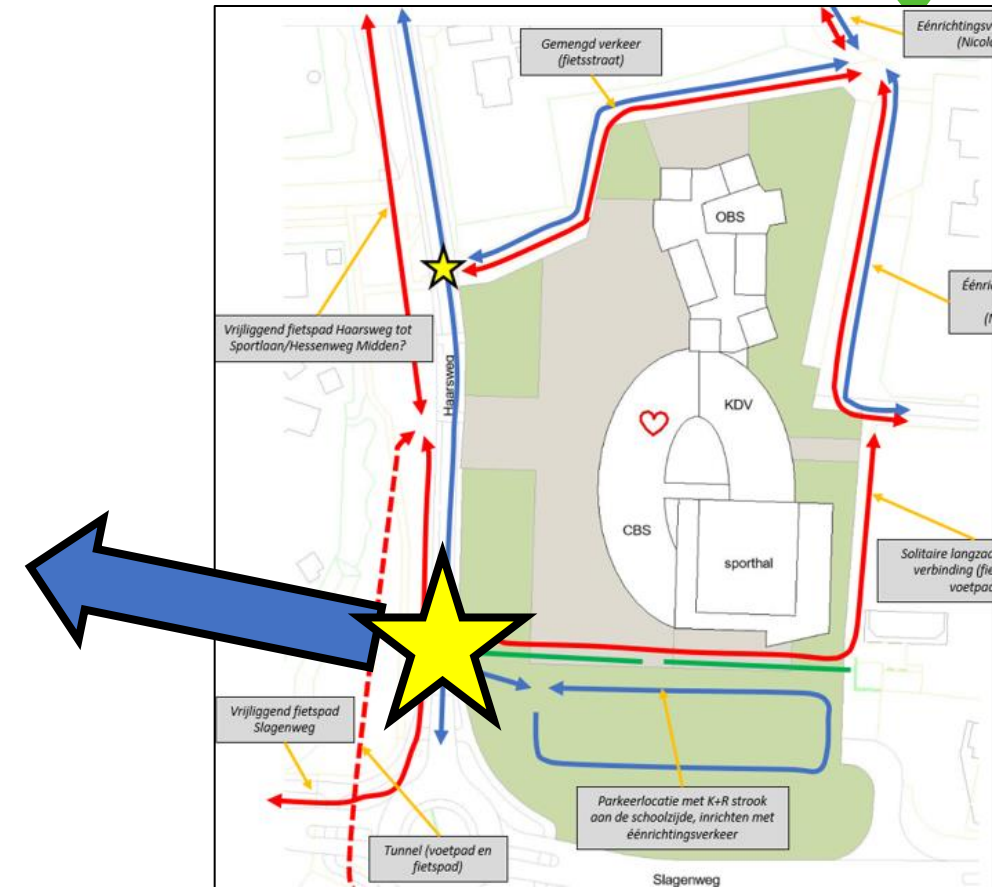 Gemengd verkeer
(fietsstraat)
Eénrichtingsv
(Nicol
OBS
Éénri
(N
Vrijliggend fietspad Haarsweg tot
Sportlaan/Hessenweg Midden?
Haarsweg
KDV
CBS
sporthal
Solitaire langzaa
verbinding (fie
voetpad
Vrijliggend fietspad
Slagenweg
Parkeerlocatie met K+R strook
aan de schoolzijde, inrichten met
éénrichtingsverkeer
Tunnel (voetpad en
fietspad)
Slagenweg